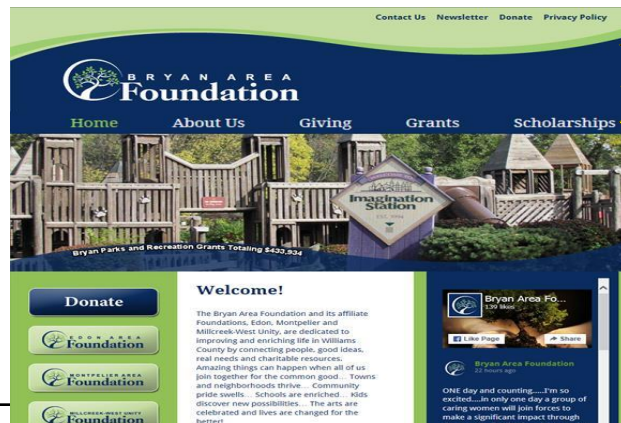 Contact Us Newsletter Donate Privacy Policy
BRYAN AREA
Foundation
Home About Us Giving Grants Scholarships
Imagination
Station
EST. 1994
Bryan Parks and Recreation Grants Totaling $433,934
Donate
EDON AREA
Foundation
MONTPELIER AREA
Foundation
MILLCREEK-WEST UNITY
Foundation
Welcome!
The Bryan Area Foundation and its affiliate
Foundations, Edon, Montpelier and
Millcreek-West Unity, are dedicated to
improving and enriching life in Williams
County by connecting people, good ideas,
real needs and charitable resources.
Amazing things can happen when all of us
join together for the common good... Towns
and neighborhoods thrive... Community
pride swells... Schools are enriched... Kids
discover new possibilities... The arts are
celebrated and lives are changed for the
better!
Bryan Area Fo...
139 likes
Like Page Share
Bryan Area Foundation
22 hours ago
ONE day and counting.....I'm so
excited....in only one day a group of
caring women will join forces to
make a significant impact through